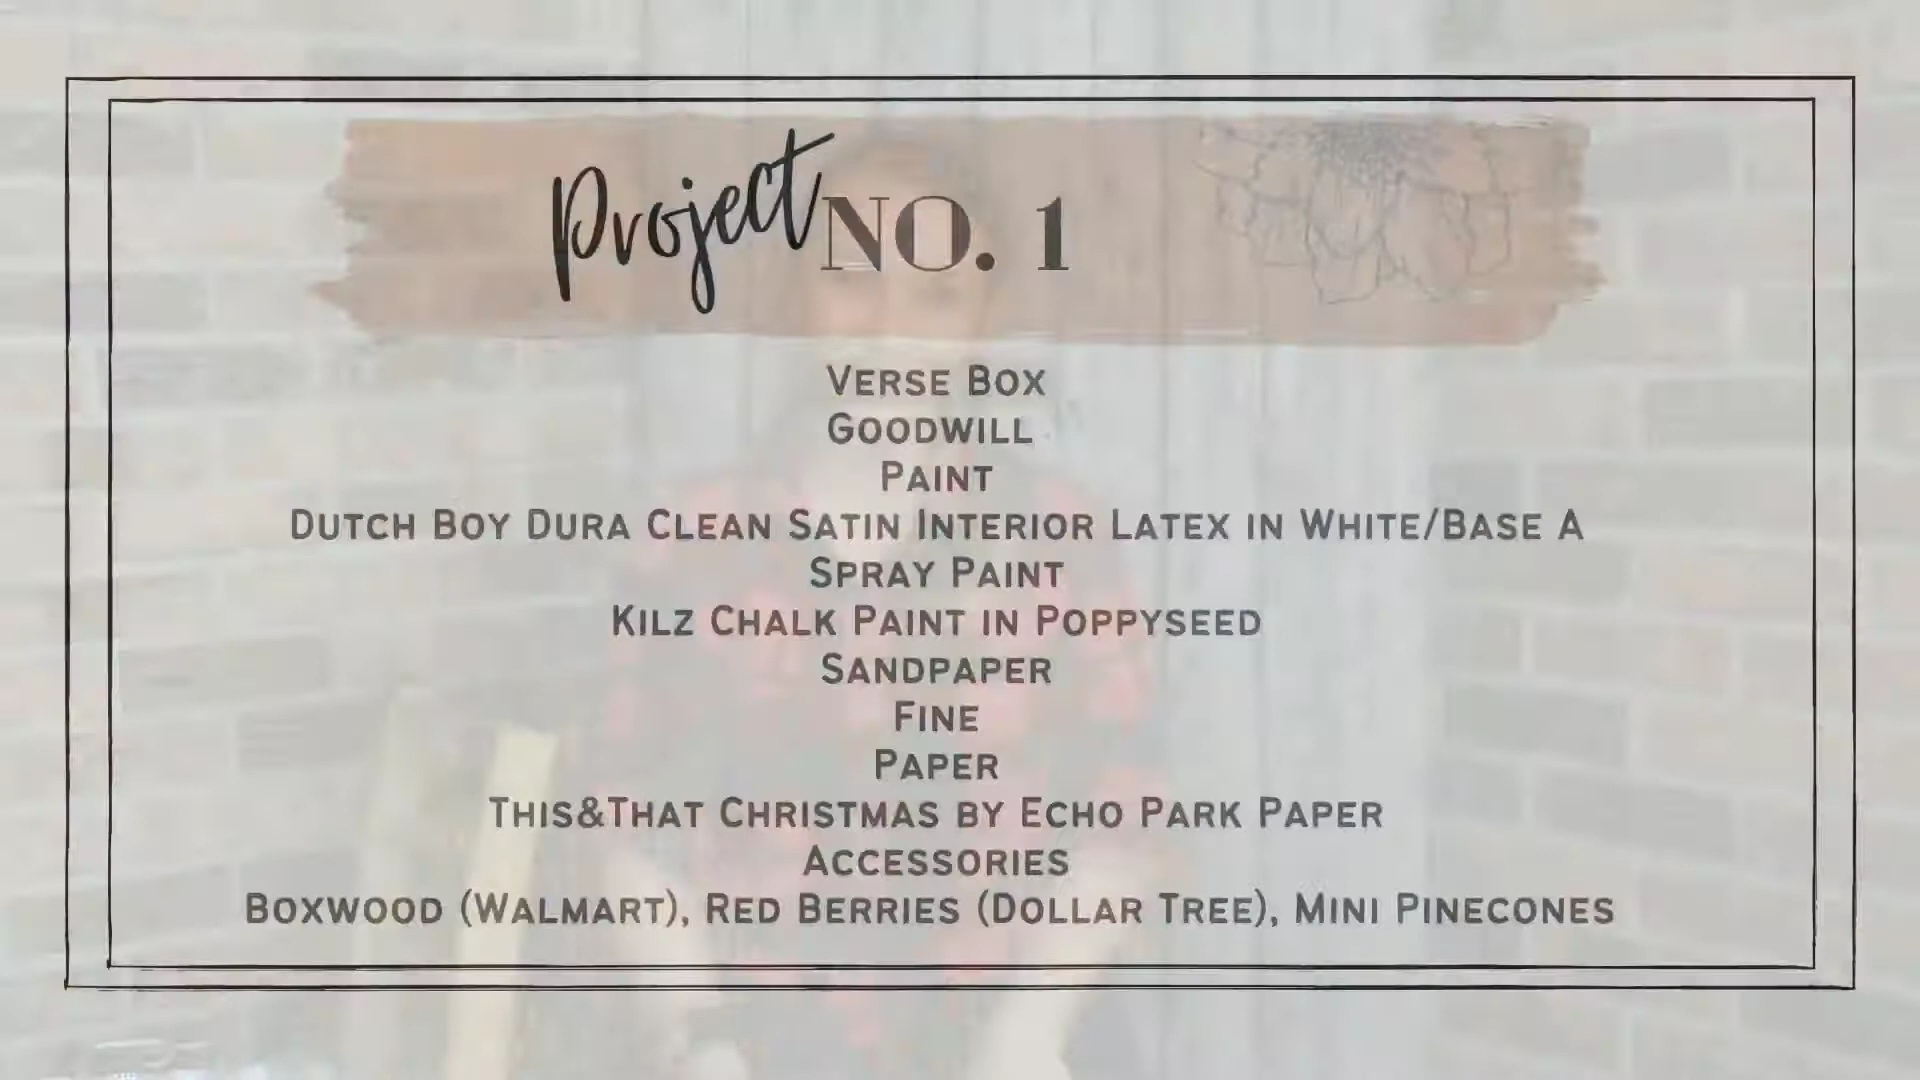 Project NO. 1
VERSE BOX
GOODWILL
PAINT
DUTCH BOY DURA CLEAN SATIN INTERIOR LATEX IN WHITE/BASE A
SPRAY PAINT
KILZ CHALK PAINT IN POPPYSEED
SANDPAPER
FINE
PAPER
THIS&THAT CHRISTMAS BY ECHO PARK PAPER
ACCESSORIES
BOXWOOD (WALMART), RED BERRIES (DOLLAR TREE), MINI PINECONES